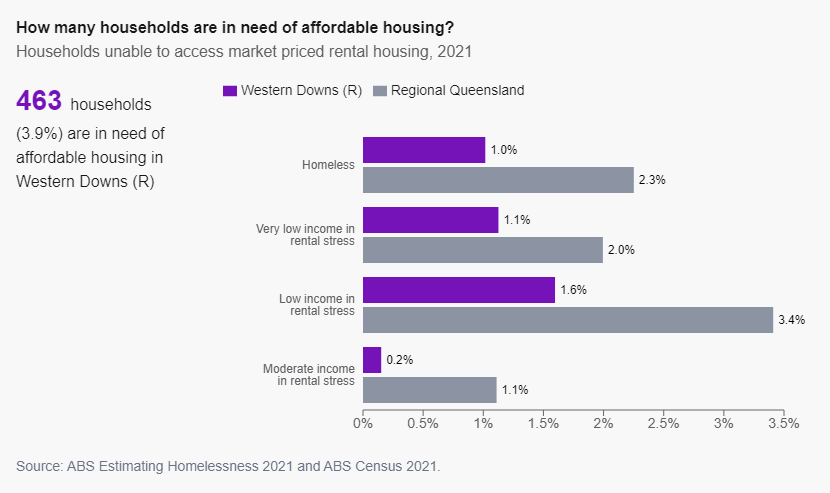 How many households are in need of affordable housing?
Households unable to access market priced rental housing, 2021
463 households
(3.9%) are in need of
affordable housing in
Western Downs (R)
Western Downs (R)
Regional Queensland
Homeless
1.0%
2.3%
Very low income in
rental stress
1.1%
2.0%
Low income in
rental stress
1.6%
3.4%
Moderate income
in rental stress
0.2%
1.1%
0% 0.5% 1% 1.5% 2% 2.5% 3% 3.5%
Source: ABS Estimating Homelessness 2021 and ABS Census 2021.